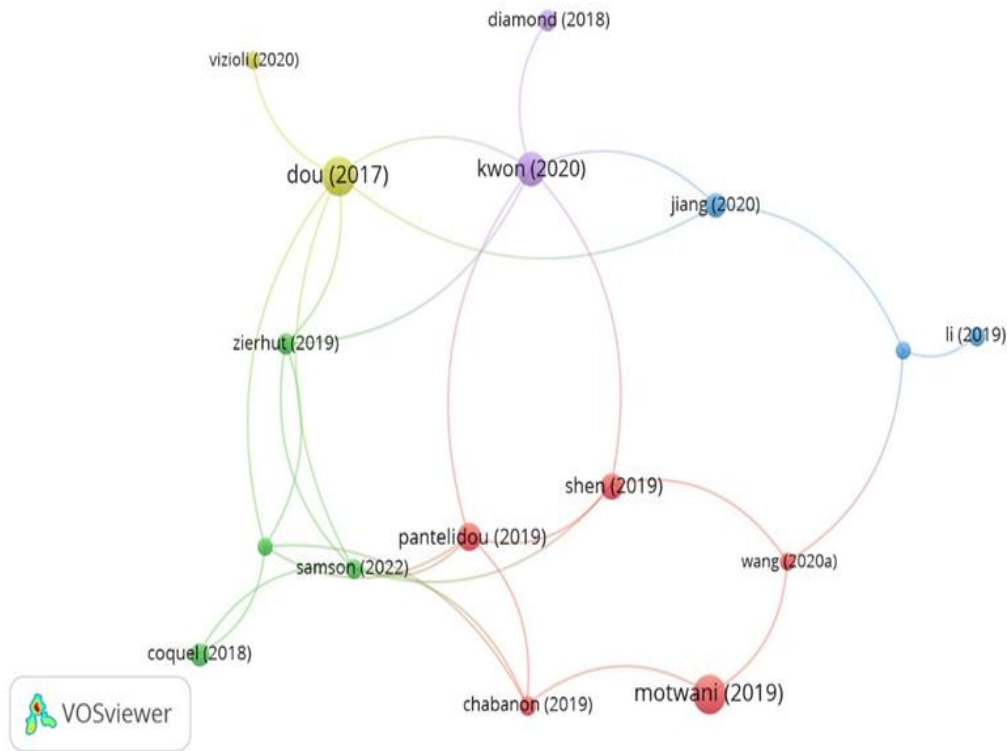 diamond (2018)
vizioli (2020)
kwon (2020)
dou (2017)
jiang (2020)
li (2019)
zierhut (2019)
shen (2019)
pantelidou (2019)
wang (2020a)
samson (2022)
coquel (2018)
motwani (2019)
chabanon (2019)
VOSviewer